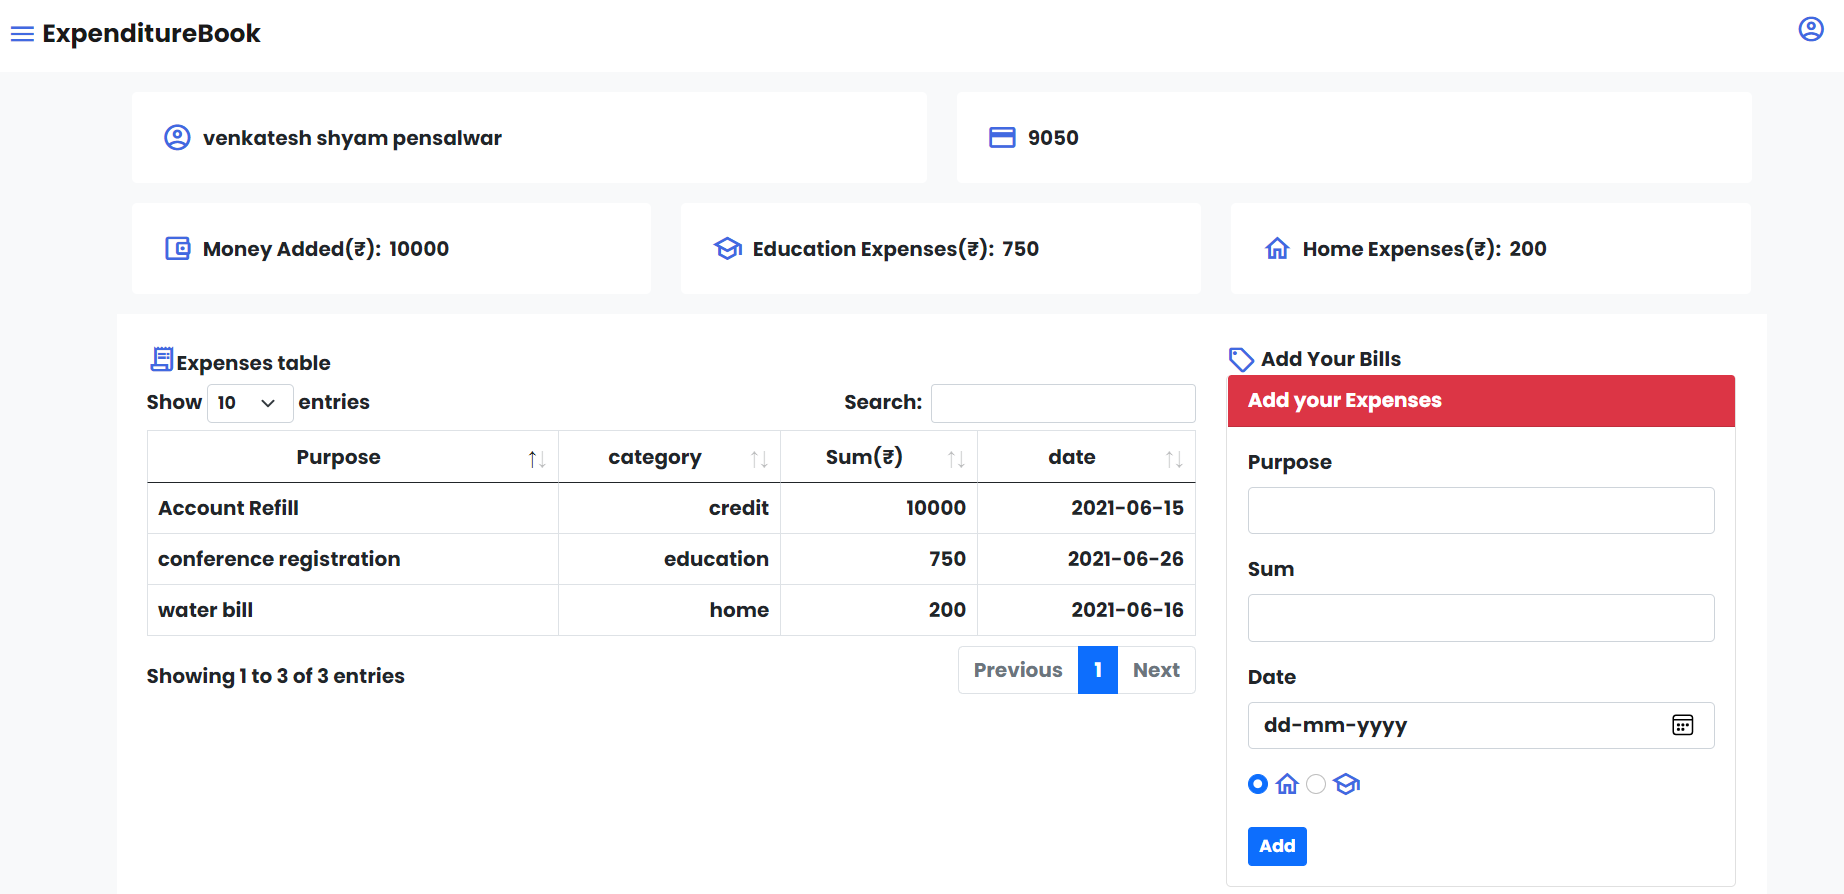 ExpenditureBook
venkatesh shyam pensalwar
9050
Money Added(₹): 10000
Education Expenses(₹): 750
Home Expenses(₹): 200
Expenses table
Show 10 entries
Search:
Purpose category Sum(₹) date
Account Refill credit 10000 2021-06-15
conference registration education 750 2021-06-26
water bill home 200 2021-06-16
Showing 1 to 3 of 3 entries
Previous 1 Next
Add Your Bills
Add your Expenses
Purpose
Sum
Date
dd-mm-yyyy
Add